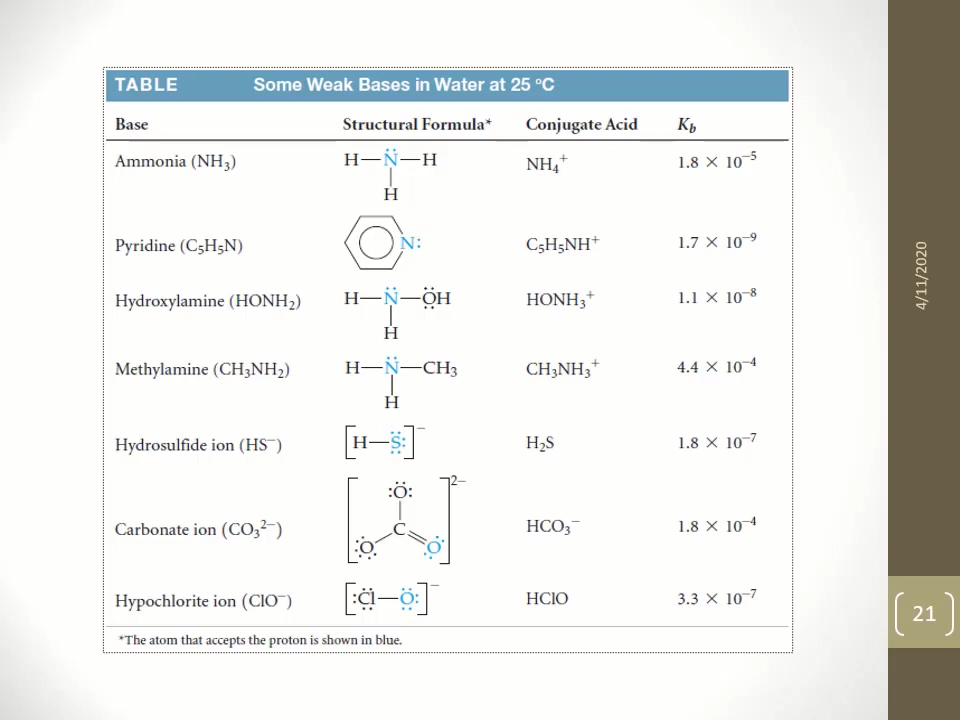 TABLE Some Weak Bases in Water at 25 °C
Base Structural Formula* Conjugate Acid K_b
Ammonia (NH₃) H—N̈—H NH₄⁺ 1.8 × 10⁻⁵
H
Pyridine (C₅H₅N) N: C₅H₅NH⁺ 1.7 × 10⁻⁹
Hydroxylamine (HONH₂) H—N̈—ÖH HONH₃⁺ 1.1 × 10⁻⁸
H
Methylamine (CH₃NH₂) H—N̈—CH₃ CH₃NH₃⁺ 4.4 × 10⁻⁴
H
Hydrosulfide ion (HS⁻) [H—S̈:]⁻ H₂S 1.8 × 10⁻⁷
:Ö: 2−
Carbonate ion (CO₃²⁻) C HCO₃⁻ 1.8 × 10⁻⁴
O O
Hypochlorite ion (ClO⁻) [:Cl—Ö:]⁻ HClO 3.3 × 10⁻⁷
*The atom that accepts the proton is shown in blue.
4/11/2020
21